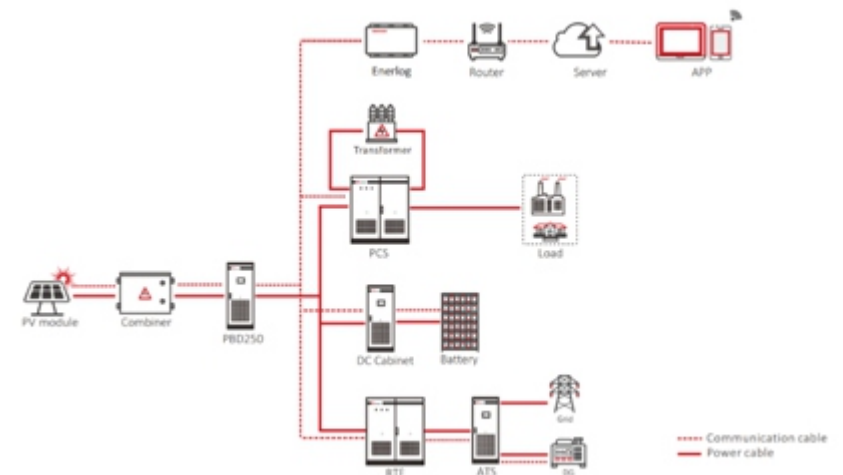 Enerlog
Router
Server
APP
Transformer
PCS
Load
PV module
Combiner
PBD250
DC Cabinet
Battery
Grid
ATS
DG
Communication cable
Power cable